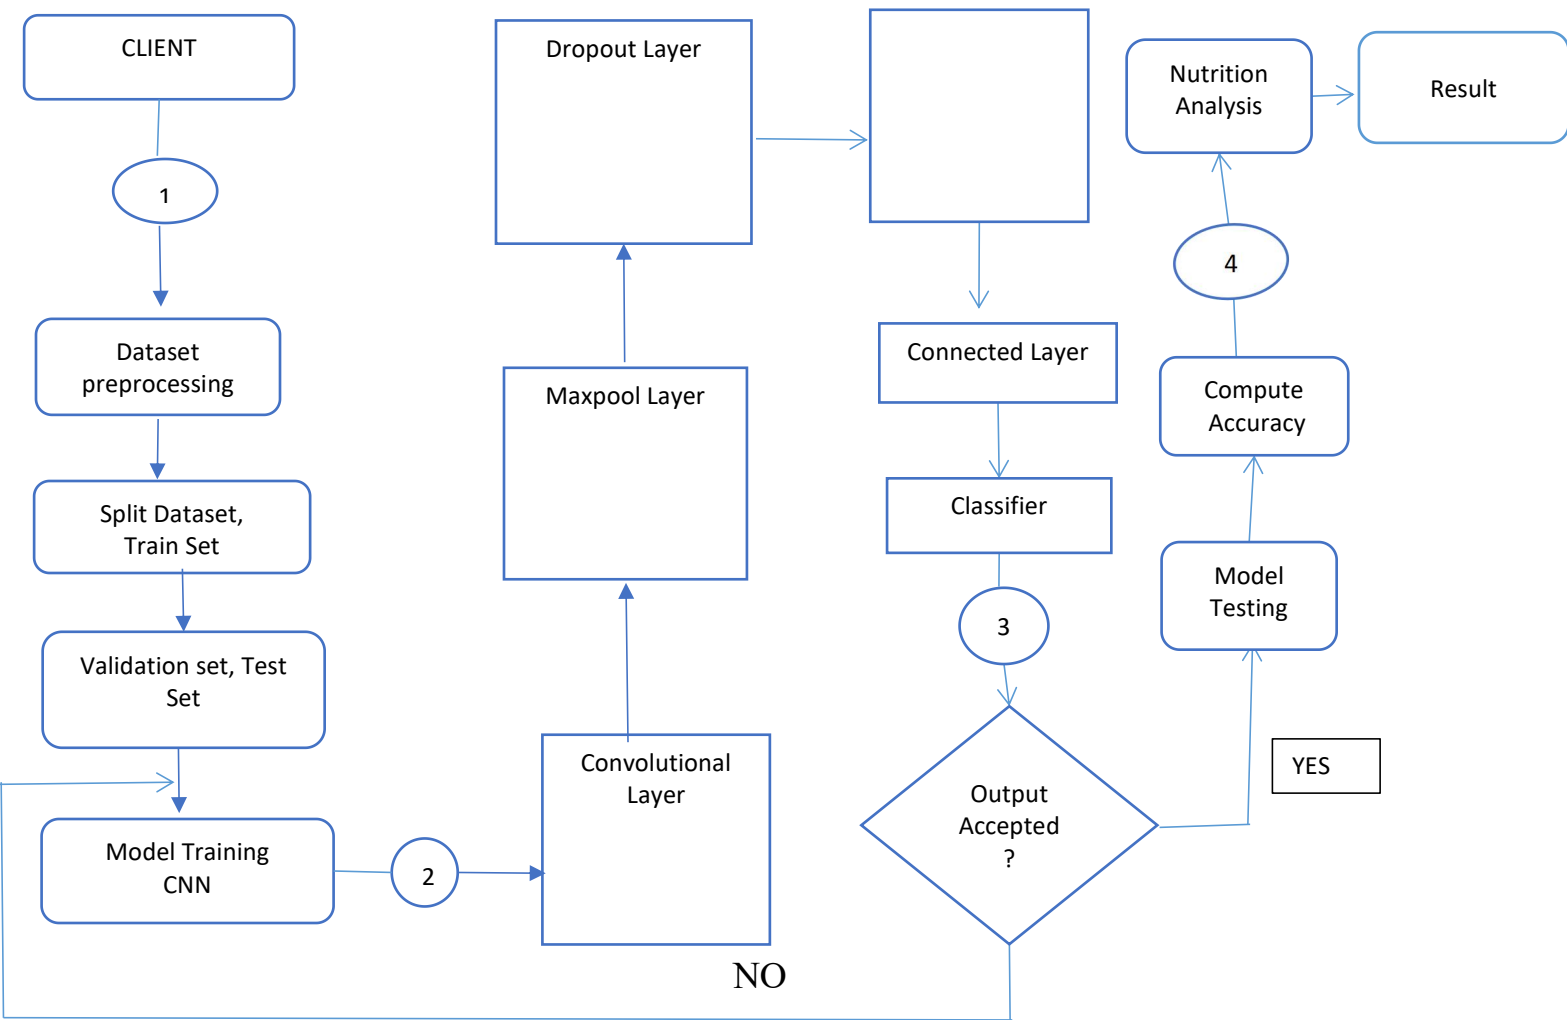 CLIENT
1
Dataset
preprocessing
Split Dataset,
Train Set
Validation set, Test
Set
Model Training
CNN
2
Convolutional
Layer
Maxpool Layer
Dropout Layer
Connected Layer
Classifier
3
Output
Accepted
?
NO
YES
Model
Testing
Compute
Accuracy
4
Nutrition
Analysis
Result